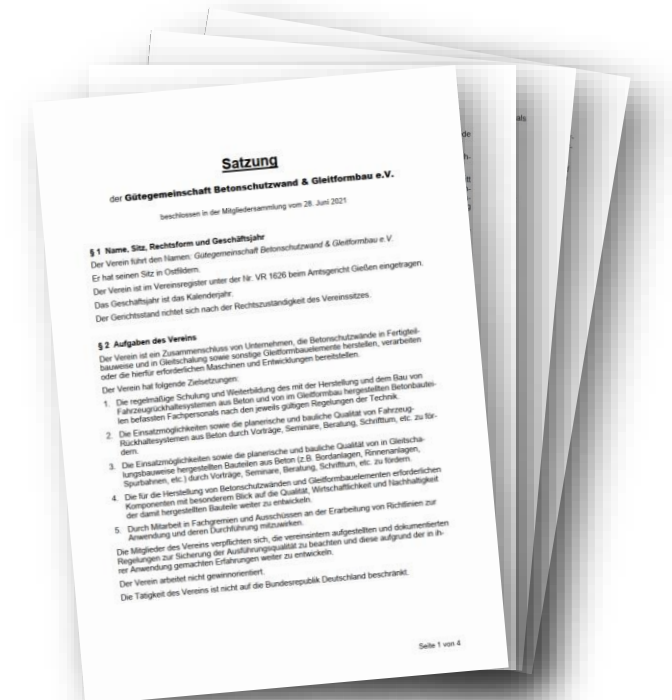 Satzung
der Gütegemeinschaft Betonschutzwand & Gleitformbau e.V.
beschlossen in der Mitgliedersammlung vom 28. Juni 2021
§ 1 Name, Sitz, Rechtsform und Geschäftsjahr
Der Verein führt den Namen: Gütegemeinschaft Betonschutzwand & Gleitformbau e.V.
Er hat seinen Sitz in Ostfildern.
Der Verein ist im Vereinsregister unter der Nr. VR 1626 beim Amtsgericht Gießen eingetragen.
Das Geschäftsjahr ist das Kalenderjahr.
Der Gerichtsstand richtet sich nach der Rechtszuständigkeit des Vereinssitzes.
§ 2 Aufgaben des Vereins
Der Verein ist ein Zusammenschluss von Unternehmen, die Betonschutzwände in Fertigteil-
bauweise und in Gleitschalung sowie sonstige Gleitformbauelemente herstellen, verarbeiten
oder die hierfür erforderlichen Maschinen und Entwicklungen bereitstellen.
Der Verein hat folgende Zielsetzungen:
1. Die regelmäßige Schulung und Weiterbildung des mit der Herstellung und dem Bau von
Fahrzeugrückhaltesystemen aus Beton und von im Gleitformbau hergestellten Betonbautei-
len befassten Fachpersonals nach den jeweils gültigen Regelungen der Technik.
2. Die Einsatzmöglichkeiten sowie die planerische und bauliche Qualität von Fahrzeug-
Rückhaltesystemen aus Beton durch Vorträge, Seminare, Beratung, Schrifttum, etc. zu för-
dern.
3. Die Einsatzmöglichkeiten sowie die planerische und bauliche Qualität von in Gleitscha-
lungsbauweise hergestellten Bauteilen aus Beton (z.B. Bordanlagen, Rinnenanlagen,
Spurbahnen, etc.) durch Vorträge, Seminare, Beratung, Schrifttum, etc. zu fördern.
4. Die für die Herstellung von Betonschutzwänden und Gleitformbauelementen erforderlichen
Komponenten mit besonderem Blick auf die Qualität, Wirtschaftlichkeit und Nachhaltigkeit
der damit hergestellten Bauteile weiter zu entwickeln.
5. Durch Mitarbeit in Fachgremien und Ausschüssen an der Erarbeitung von Richtlinien zur
Anwendung und deren Durchführung mitzuwirken.
Die Mitglieder des Vereins verpflichten sich, die vereinsintern aufgestellten und dokumentierten
Regelungen zur Sicherung der Ausführungsqualität zu beachten und diese aufgrund der in ih-
rer Anwendung gemachten Erfahrungen weiter zu entwickeln.
Der Verein arbeitet nicht gewinnorientiert.
Die Tätigkeit des Vereins ist nicht auf die Bundesrepublik Deutschland beschränkt.
Seite 1 von 4
als
de
h-